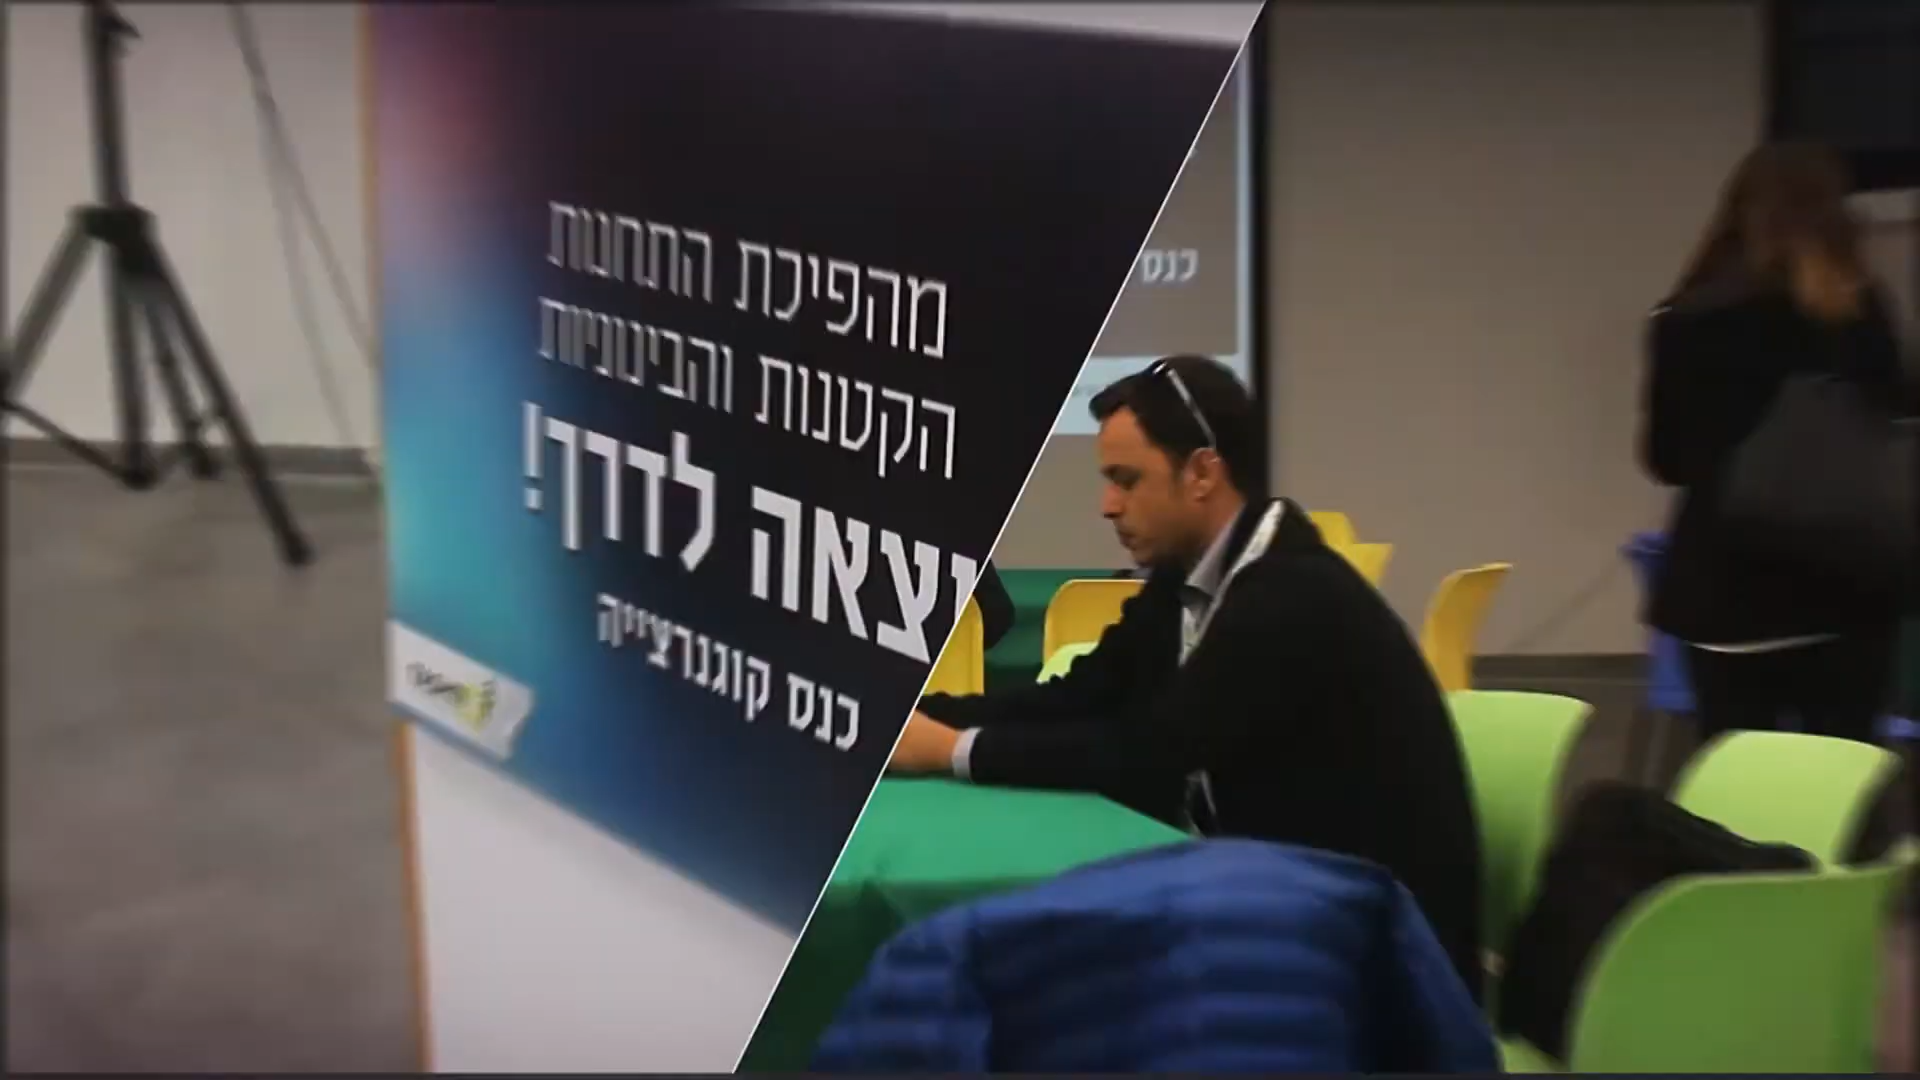 מהפיכת התחנות
הקטנות והבינוניות
יוצאה לדרך!
כנס קוגנרצייה
כנס